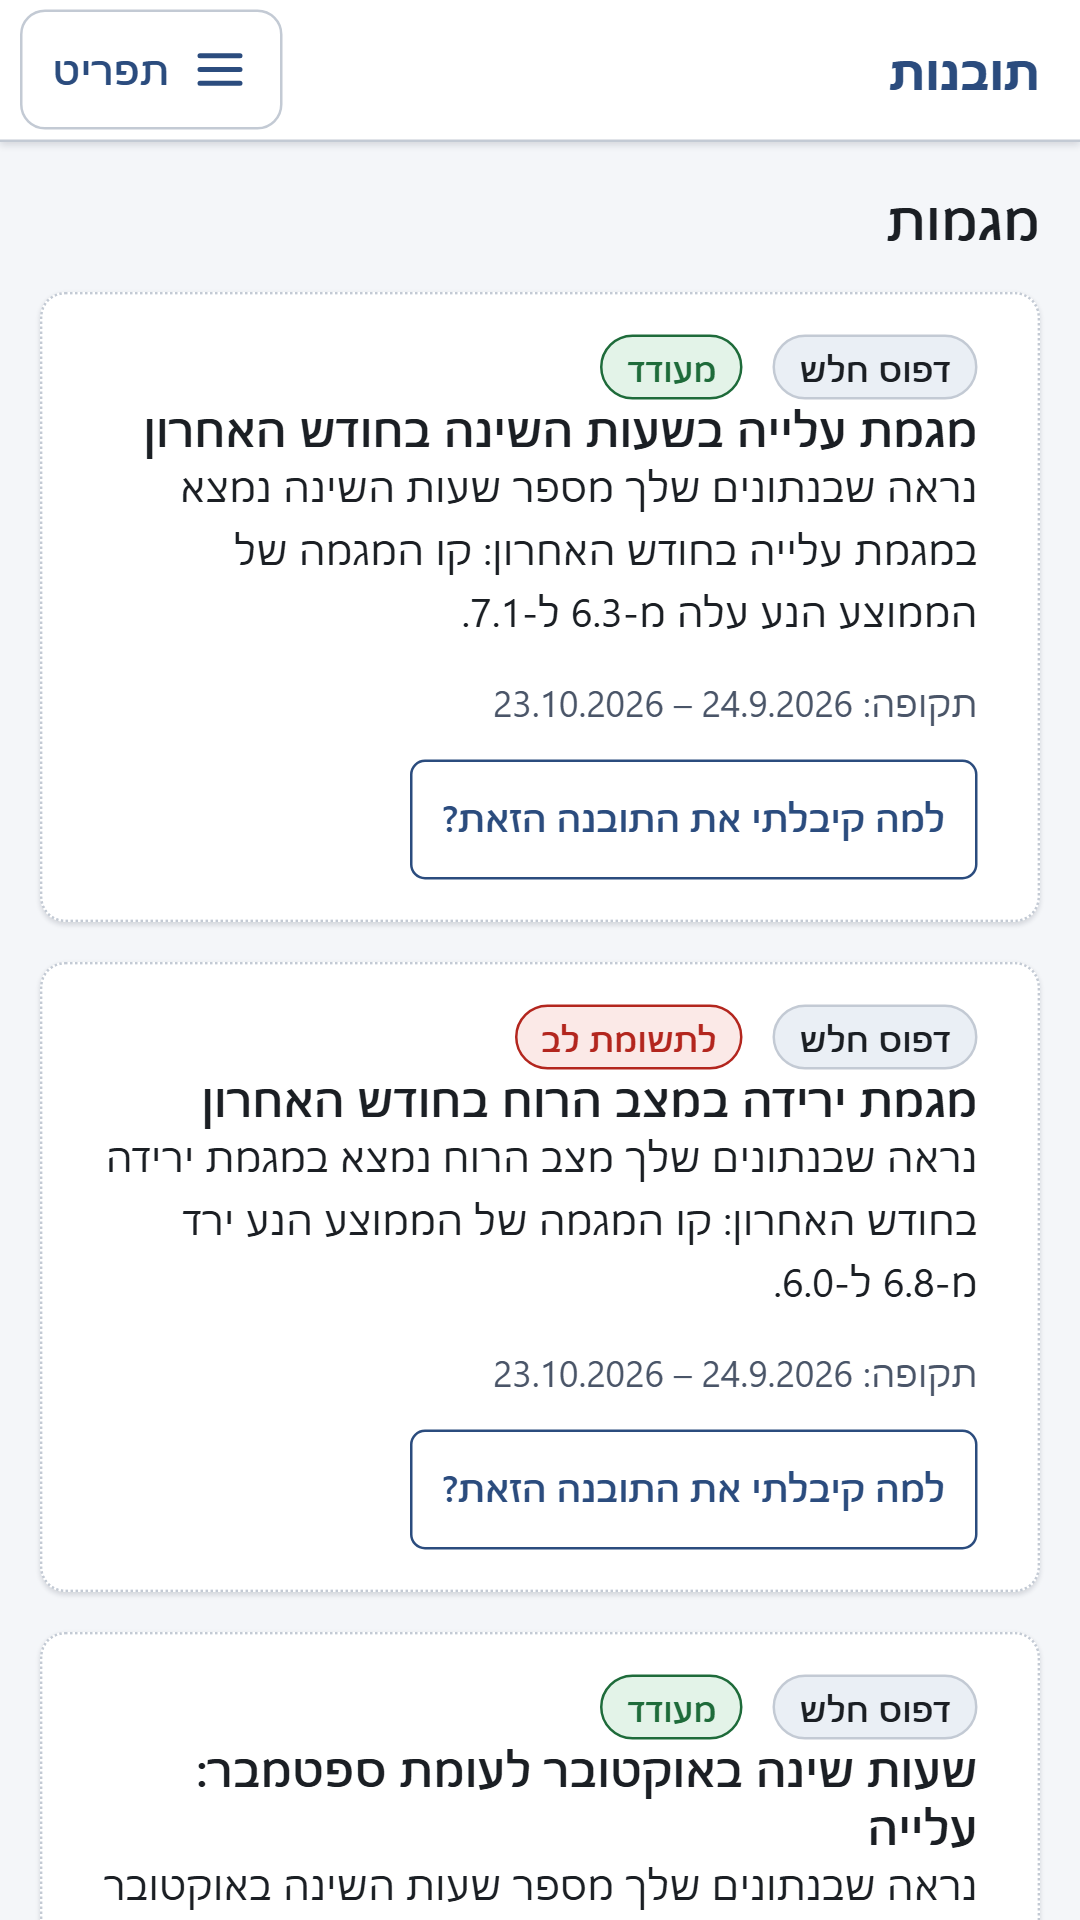 תובנות
תפריט
מגמות
דפוס חלש
מעודד
מגמת עלייה בשעות השינה בחודש האחרון
נראה שבנתונים שלך מספר שעות השינה נמצא
במגמת עלייה בחודש האחרון: קו המגמה של
הממוצע הנע עלה מ-6.3 ל-7.1.
תקופה: 24.9.2026 – 23.10.2026
למה קיבלתי את התובנה הזאת?
דפוס חלש
לתשומת לב
מגמת ירידה במצב הרוח בחודש האחרון
נראה שבנתונים שלך מצב הרוח נמצא במגמת ירידה
בחודש האחרון: קו המגמה של הממוצע הנע ירד
מ-6.8 ל-6.0.
תקופה: 24.9.2026 – 23.10.2026
למה קיבלתי את התובנה הזאת?
דפוס חלש
מעודד
שעות שינה באוקטובר לעומת ספטמבר:
עלייה
נראה שבנתונים שלך מספר שעות השינה באוקטובר